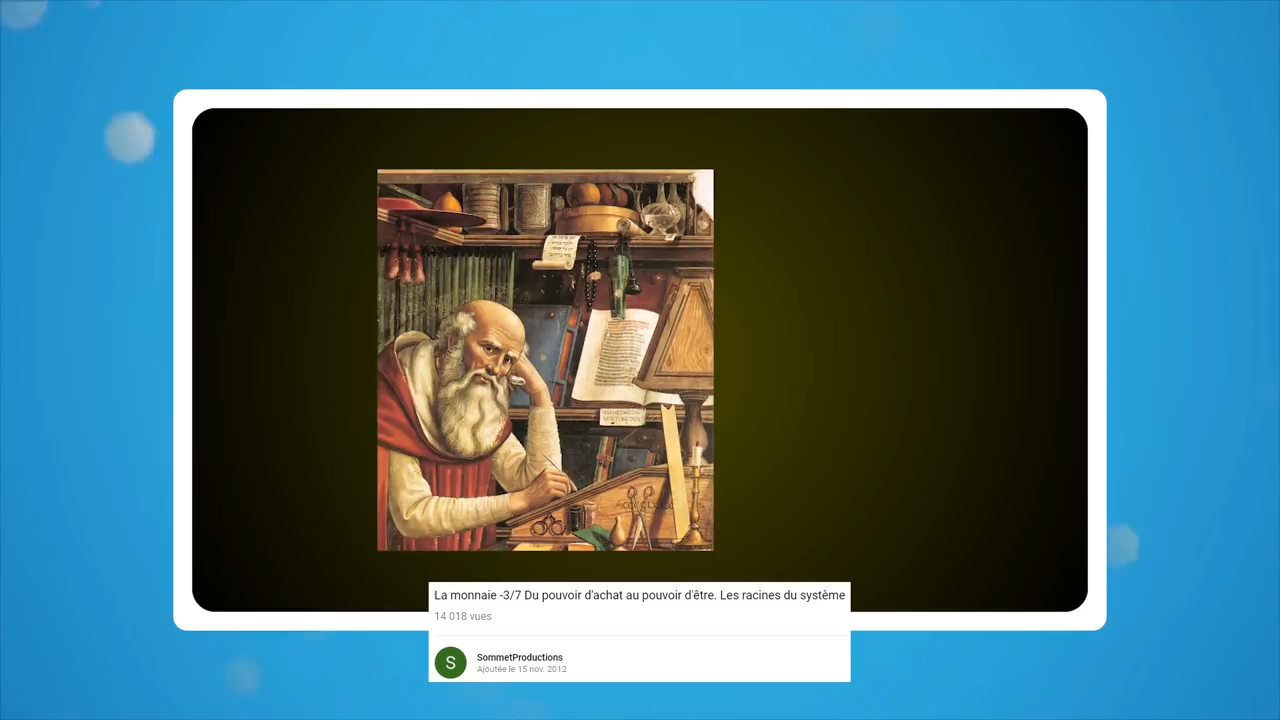 La monnaie -3/7 Du pouvoir d'achat au pouvoir d'être. Les racines du système
14 018 vues
S
SommetProductions
Ajoutée le 15 nov. 2012